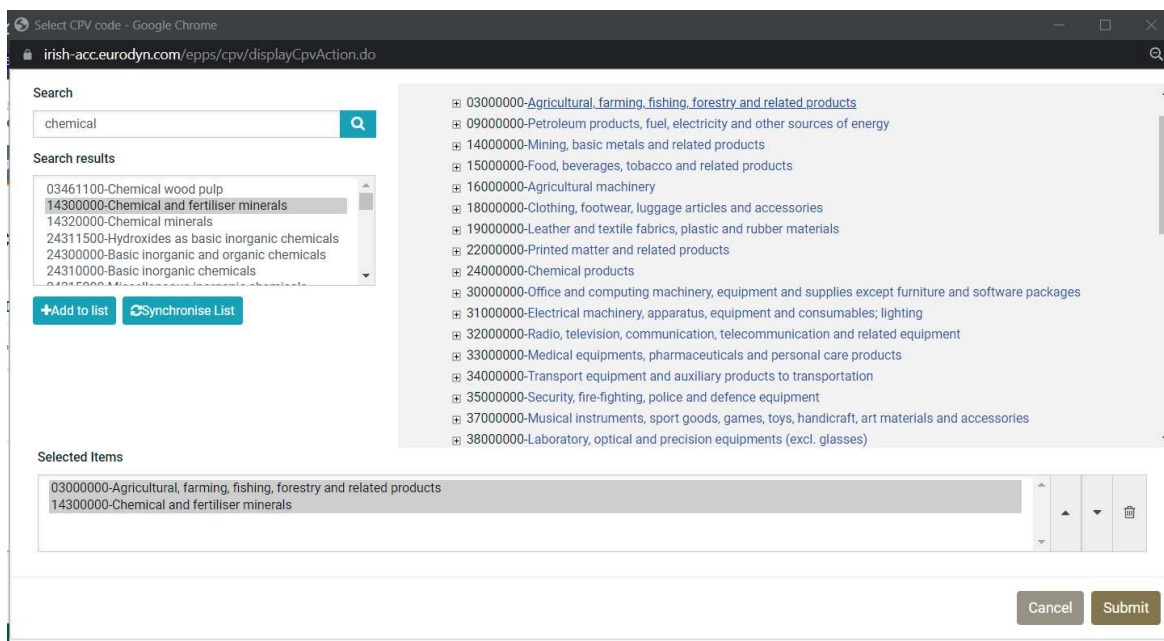 Select CPV code - Google Chrome
irish-acc.eurodyn.com/epps/cpv/displayCpvAction.do
Search
chemical
Search results
03461100-Chemical wood pulp
14300000-Chemical and fertiliser minerals
14320000-Chemical minerals
24311500-Hydroxides as basic inorganic chemicals
24300000-Basic inorganic and organic chemicals
24310000-Basic inorganic chemicals
+Add to list
Synchronise List
03000000-Agricultural, farming, fishing, forestry and related products
09000000-Petroleum products, fuel, electricity and other sources of energy
14000000-Mining, basic metals and related products
15000000-Food, beverages, tobacco and related products
16000000-Agricultural machinery
18000000-Clothing, footwear, luggage articles and accessories
19000000-Leather and textile fabrics, plastic and rubber materials
22000000-Printed matter and related products
24000000-Chemical products
30000000-Office and computing machinery, equipment and supplies except furniture and software packages
31000000-Electrical machinery, apparatus, equipment and consumables; lighting
32000000-Radio, television, communication, telecommunication and related equipment
33000000-Medical equipments, pharmaceuticals and personal care products
34000000-Transport equipment and auxiliary products to transportation
35000000-Security, fire-fighting, police and defence equipment
37000000-Musical instruments, sport goods, games, toys, handicraft, art materials and accessories
38000000-Laboratory, optical and precision equipments (excl. glasses)
Selected Items
03000000-Agricultural, farming, fishing, forestry and related products
14300000-Chemical and fertiliser minerals
Cancel
Submit